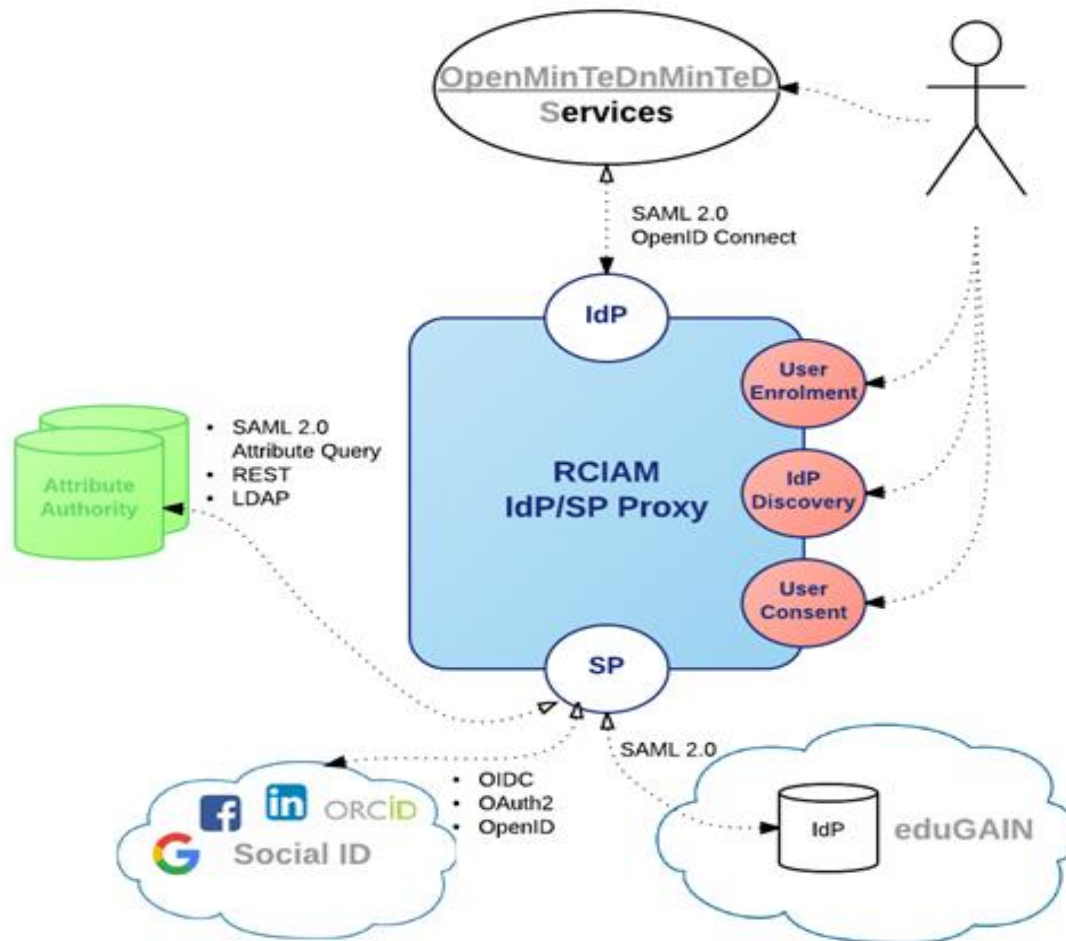 OpenMinTeDnMinTeD
Services
SAML 2.0
OpenID Connect
IdP
User
Enrolment
RCIAM
IdP/SP Proxy
IdP
Discovery
User
Consent
SP
• SAML 2.0
Attribute Query
• REST
• LDAP
Attribute
Authority
SAML 2.0
• OIDC
• OAuth2
• OpenID
f
in
ORCiD
G
Social ID
IdP
eduGAIN